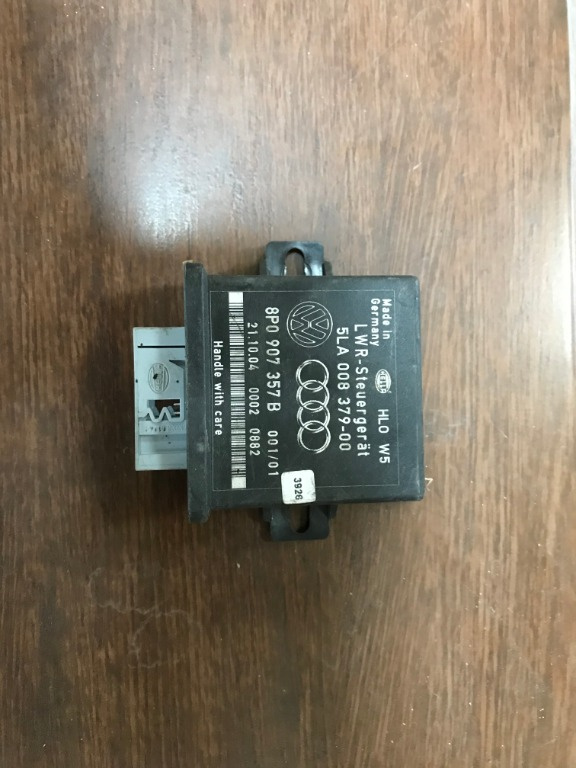 Made in
Germany
HELLA
HLO W5
LWR-Steuergerät
5LA 008 379-00
8P0 907 357 B 001/01
21.10.04 0002 0882
Handle with care
3926